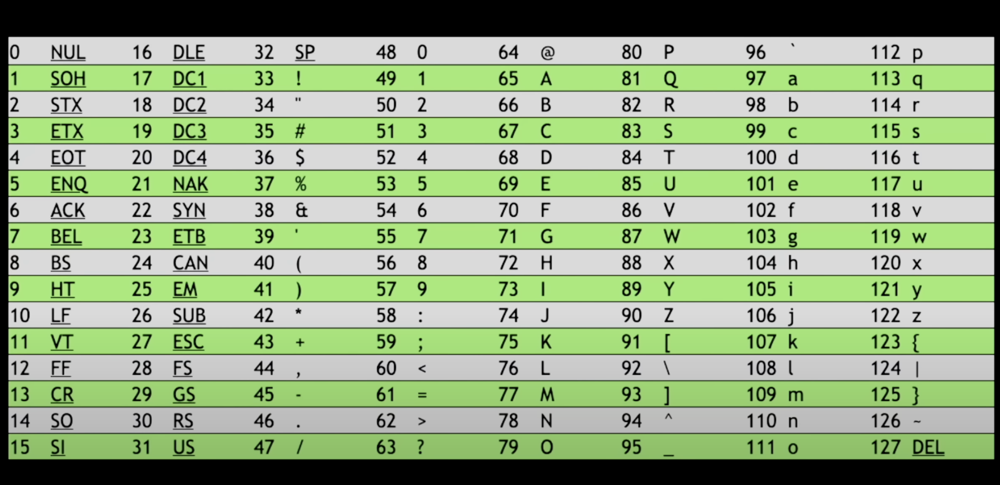 0 NUL 16 DLE 32 SP 48 0 64 @ 80 P 96 ` 112 p
1 SOH 17 DC1 33 ! 49 1 65 A 81 Q 97 a 113 q
2 STX 18 DC2 34 " 50 2 66 B 82 R 98 b 114 r
3 ETX 19 DC3 35 # 51 3 67 C 83 S 99 c 115 s
4 EOT 20 DC4 36 $ 52 4 68 D 84 T 100 d 116 t
5 ENQ 21 NAK 37 % 53 5 69 E 85 U 101 e 117 u
6 ACK 22 SYN 38 & 54 6 70 F 86 V 102 f 118 v
7 BEL 23 ETB 39 ' 55 7 71 G 87 W 103 g 119 w
8 BS 24 CAN 40 ( 56 8 72 H 88 X 104 h 120 x
9 HT 25 EM 41 ) 57 9 73 I 89 Y 105 i 121 y
10 LF 26 SUB 42 * 58 : 74 J 90 Z 106 j 122 z
11 VT 27 ESC 43 + 59 ; 75 K 91 [ 107 k 123 {
12 FF 28 FS 44 , 60 < 76 L 92 \ 108 l 124 |
13 CR 29 GS 45 - 61 = 77 M 93 ] 109 m 125 }
14 SO 30 RS 46 . 62 > 78 N 94 ^ 110 n 126 ~
15 SI 31 US 47 / 63 ? 79 O 95 _ 111 o 127 DEL